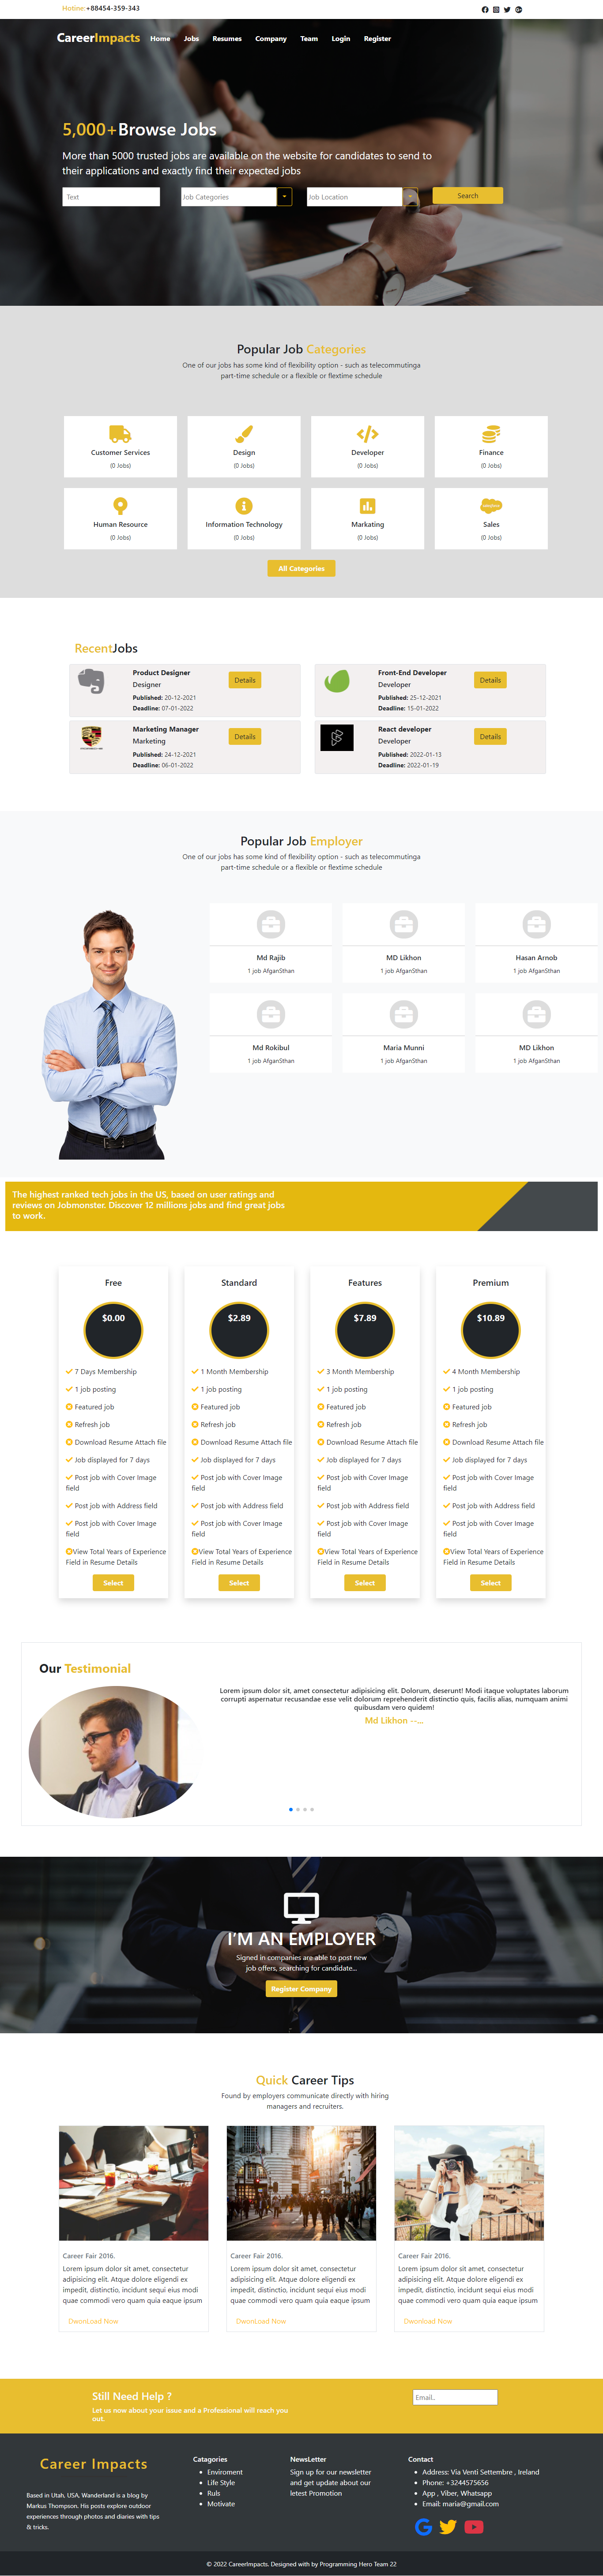 Hotine:+88454-359-343
CareerImpacts Home Jobs Resumes Company Team Login Register
5,000+Browse Jobs
More than 5000 trusted jobs are available on the website for candidates to send to
their applications and exactly find their expected jobs
Text Job Categories Job Location Search
Popular Job Categories
One of our jobs has some kind of flexibility option - such as telecommutinga
part-time schedule or a flexible or flextime schedule
Customer Services Design Developer Finance
(0 Jobs) (0 Jobs) (0 Jobs) (0 Jobs)
salesforce
Human Resource Information Technology Marketing Sales
(0 Jobs) (0 Jobs) (0 Jobs) (0 Jobs)
All Categories
RecentJobs
Product Designer Details Front-End Developer Details
Designer Developer
Published: 20-12-2021 Published: 25-12-2021
Deadline: 07-01-2022 Deadline: 15-01-2022
Marketing Manager Details React developer Details
Marketing Developer
Published: 24-12-2021 Published: 2022-01-13
Deadline: 06-01-2022 Deadline: 2022-01-19
Popular Job Employer
One of our jobs has some kind of flexibility option - such as telecommutinga
part-time schedule or a flexible or flextime schedule
Md Rajib MD Likhon Hasan Arnob
1 job AfganSthan 1 job AfganSthan 1 job AfganSthan
Md Rokibul Maria Munni MD Likhon
1 job AfganSthan 1 job AfganSthan 1 job AfganSthan
The highest ranked tech jobs in the US, based on user ratings and
reviews on Jobmonster. Discover 12 millions jobs and find great jobs
to work.
Free Standard Features Premium
$0.00 $2.89 $7.89 $10.89
7 Days Membership 1 Month Membership 3 Month Membership 4 Month Membership
1 job posting 1 job posting 1 job posting 1 job posting
Featured job Featured job Featured job Featured job
Refresh job Refresh job Refresh job Refresh job
Download Resume Attach file Download Resume Attach file Download Resume Attach file Download Resume Attach file
Job displayed for 7 days Job displayed for 7 days Job displayed for 7 days Job displayed for 7 days
Post job with Cover Image Post job with Cover Image Post job with Cover Image Post job with Cover Image
field field field field
Post job with Address field Post job with Address field Post job with Address field Post job with Address field
Post job with Cover Image Post job with Cover Image Post job with Cover Image Post job with Cover Image
field field field field
View Total Years of Experience View Total Years of Experience View Total Years of Experience View Total Years of Experience
Field in Resume Details Field in Resume Details Field in Resume Details Field in Resume Details
Select Select Select Select
Our Testimonial
Lorem ipsum dolor sit, amet consectetur adipisicing elit. Dolorum, deserunt! Modi itaque voluptates laborum
corrupti aspernatur recusandae esse velit dolorum reprehenderit distinctio quis, facilis alias, numquam animi
quibusdam vero quidem!
Md Likhon --...
I'M AN EMPLOYER
Signed in companies are able to post new
job offers, searching for candidate...
Register Company
Quick Career Tips
Found by employers communicate directly with hiring
managers and recruiters.
Career Fair 2016. Career Fair 2016. Career Fair 2016.
Lorem ipsum dolor sit amet, consectetur Lorem ipsum dolor sit amet, consectetur Lorem ipsum dolor sit amet, consectetur
adipisicing elit. Atque dolore eligendi ex adipisicing elit. Atque dolore eligendi ex adipisicing elit. Atque dolore eligendi ex
impedit, distinctio, incidunt sequi eius modi impedit, distinctio, incidunt sequi eius modi impedit, distinctio, incidunt sequi eius modi
quae commodi vero quam quia eaque ipsum quae commodi vero quam quia eaque ipsum quae commodi vero quam quia eaque ipsum
DwonLoad Now DwonLoad Now Dwonload Now
Still Need Help ? Email..
Let us now about your issue and a Professional will reach you
out.
Career Impacts
Based in Utah, USA, Wanderland is a blog by
Markus Thompson. His posts explore outdoor
experiences through photos and diaries with tips
& tricks.
Catagories
Enviroment
Life Style
Ruls
Motivate
NewsLetter
Sign up for our newsletter
and get update about our
letest Promotion
Contact
Address: Via Venti Settembre , Ireland
Phone: +3244575656
App , Viber, Whatsapp
Email: maria@gmail.com
© 2022 CareerImpacts. Designed with by Programming Hero Team 22